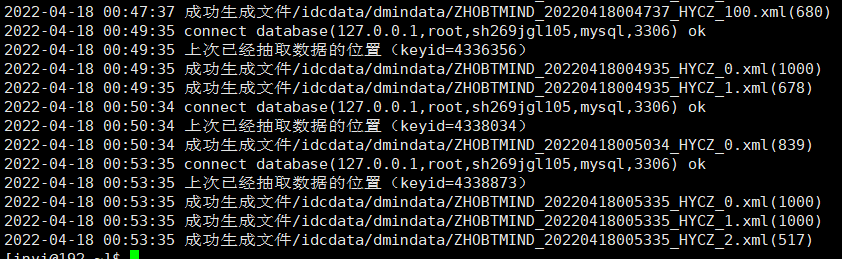 2022-04-18 00:47:37 成功生成文件/idcdata/dmindata/ZHOBTMIND_20220418004737_HYCZ_100.xml(680)
2022-04-18 00:49:35 connect database(127.0.0.1,root,sh269jgl105,mysql,3306) ok
2022-04-18 00:49:35 上次已经抽取数据的位置（keyid=4336356）
2022-04-18 00:49:35 成功生成文件/idcdata/dmindata/ZHOBTMIND_20220418004935_HYCZ_0.xml(1000)
2022-04-18 00:49:35 成功生成文件/idcdata/dmindata/ZHOBTMIND_20220418004935_HYCZ_1.xml(678)
2022-04-18 00:50:34 connect database(127.0.0.1,root,sh269jgl105,mysql,3306) ok
2022-04-18 00:50:34 上次已经抽取数据的位置（keyid=4338034）
2022-04-18 00:50:34 成功生成文件/idcdata/dmindata/ZHOBTMIND_20220418005034_HYCZ_0.xml(839)
2022-04-18 00:53:35 connect database(127.0.0.1,root,sh269jgl105,mysql,3306) ok
2022-04-18 00:53:35 上次已经抽取数据的位置（keyid=4338873）
2022-04-18 00:53:35 成功生成文件/idcdata/dmindata/ZHOBTMIND_20220418005335_HYCZ_0.xml(1000)
2022-04-18 00:53:35 成功生成文件/idcdata/dmindata/ZHOBTMIND_20220418005335_HYCZ_1.xml(1000)
2022-04-18 00:53:35 成功生成文件/idcdata/dmindata/ZHOBTMIND_20220418005335_HYCZ_2.xml(517)